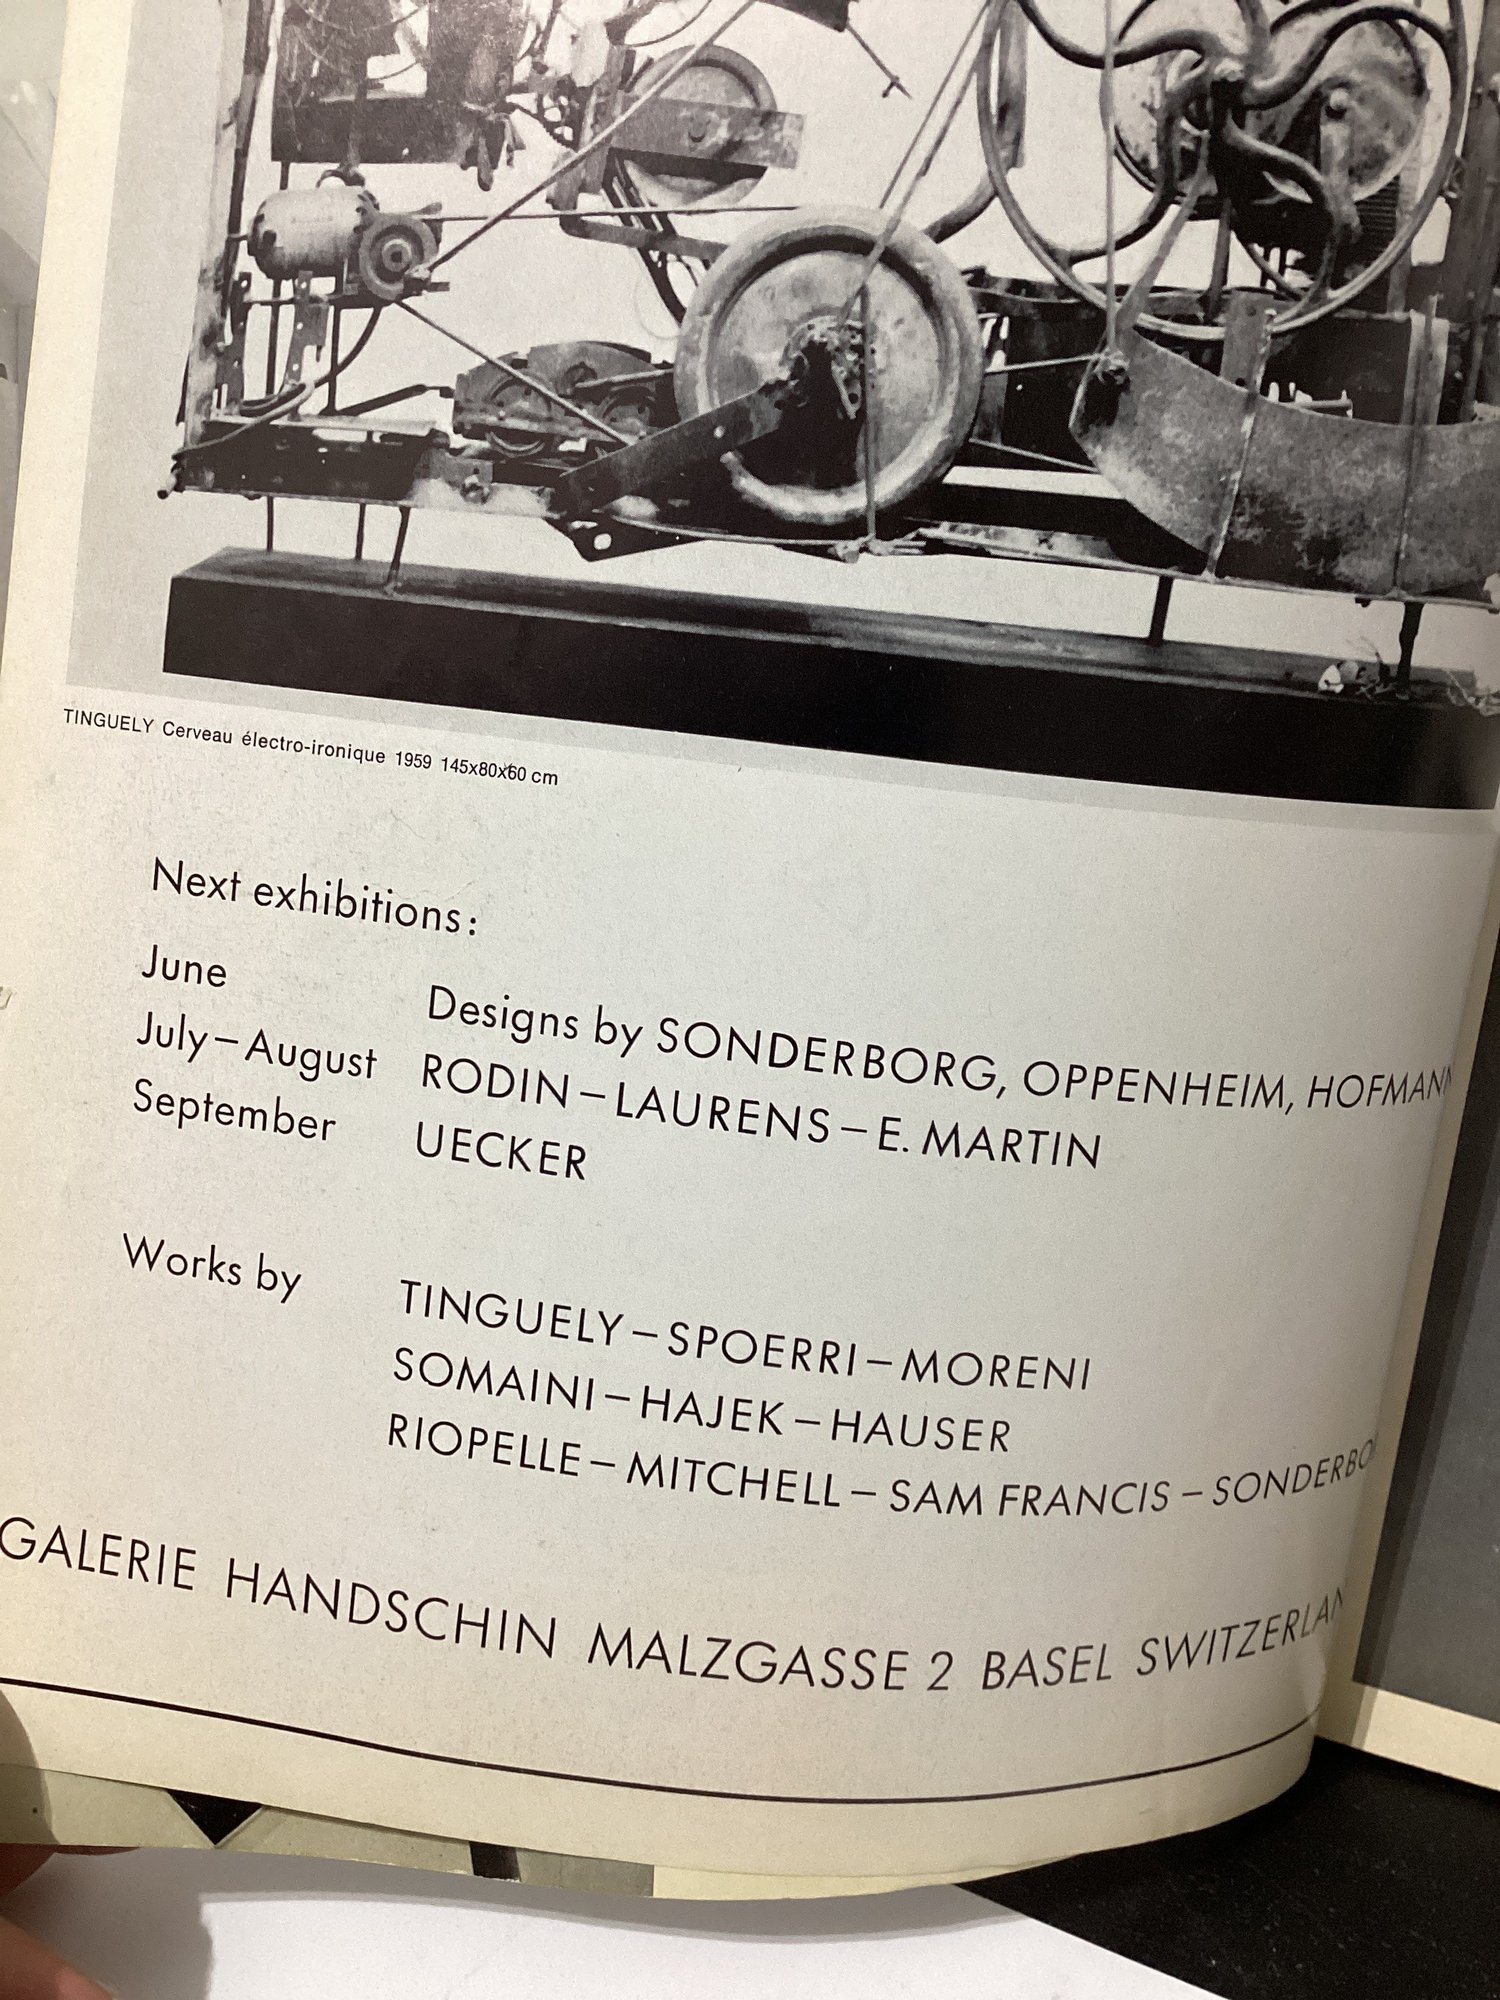 TINGUELY Cerveau électro-ironique 1959 145x80x60 cm
Next exhibitions:
June Designs by SONDERBORG, OPPENHEIM, HOFMANN
July–August RODIN – LAURENS – E. MARTIN
September UECKER
Works by TINGUELY – SPOERRI – MORENI
SOMAINI – HAJEK – HAUSER
RIOPELLE – MITCHELL – SAM FRANCIS –
GALERIE HANDSCHIN MALZGASSE 2 BASEL